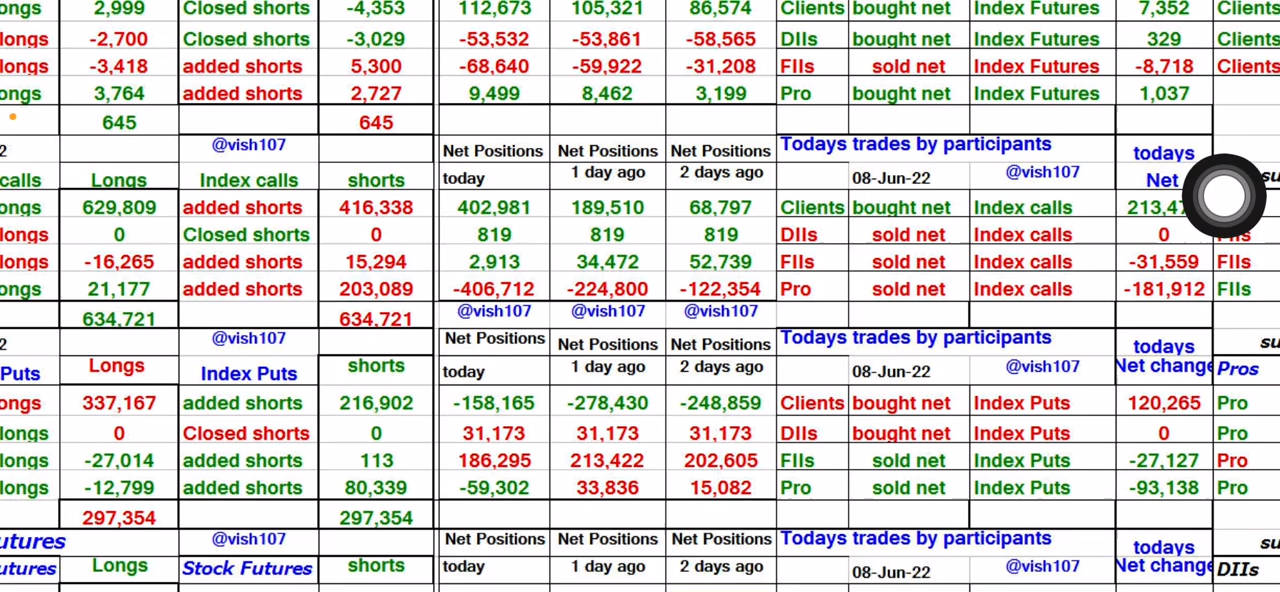 ongs 2,999 Closed shorts -4,353 112,673 105,321 86,574 Clients bought net Index Futures 7,352 Clients
longs -2,700 Closed shorts -3,029 -53,532 -53,861 -58,565 DIIs bought net Index Futures 329 Clients
longs -3,418 added shorts 5,300 -68,640 -59,922 -31,208 FIIs sold net Index Futures -8,718 Clients
ongs 3,764 added shorts 2,727 9,499 8,462 3,199 Pro bought net Index Futures 1,037
645 645
2 @vish107 Net Positions Net Positions Net Positions Todays trades by participants todays
calls Longs Index calls shorts today 1 day ago 2 days ago 08-Jun-22 @vish107 Net su
ongs 629,809 added shorts 416,338 402,981 189,510 68,797 Clients bought net Index calls
longs 0 Closed shorts 0 819 819 819 DIIs sold net Index calls 0 FIIs
longs -16,265 added shorts 15,294 2,913 34,472 52,739 FIIs sold net Index calls -31,559 FIIs
ongs 21,177 added shorts 203,089 -406,712 -224,800 -122,354 Pro sold net Index calls -181,912 FIIs
634,721 634,721 @vish107 @vish107 @vish107
2 @vish107 Net Positions Net Positions Net Positions Todays trades by participants todays su
Puts Longs Index Puts shorts today 1 day ago 2 days ago 08-Jun-22 @vish107 Net change Pros
ongs 337,167 added shorts 216,902 -158,165 -278,430 -248,859 Clients bought net Index Puts 120,265 Pro
longs 0 Closed shorts 0 31,173 31,173 31,173 DIIs bought net Index Puts 0 Pro
longs -27,014 added shorts 113 186,295 213,422 202,605 FIIs sold net Index Puts -27,127 Pro
longs -12,799 added shorts 80,339 -59,302 33,836 15,082 Pro sold net Index Puts -93,138 Pro
297,354 297,354
utures @vish107 Net Positions Net Positions Net Positions Todays trades by participants todays su
utures Longs Stock Futures shorts today 1 day ago 2 days ago 08-Jun-22 @vish107 Net change DIIs